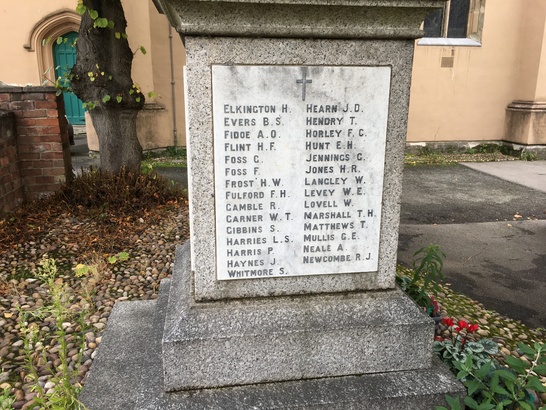 ELKINGTON H.
EVERS B.S.
FIDOE A.D.
FLINT H.F.
FOSS G.
FOSS F.
FROST H.W.
FULFORD F.H.
GAMBLE R.
GARNER W.T.
GIBBINS S.
HARRIES L.S.
HARRIS P
HAYNES J.
WHITMORE S.
HEARN J.D.
HENDRY T.
HORLEY F.C.
HUNT E.H.
JENNINGS G.
JONES H.R.
LANGLEY W.
LEVEY W.E.
LOVELL W.
MARSHALL T.H.
MATTHEWS T.
MULLIS G.E.
NEALE A.
NEWCOMBE R.J